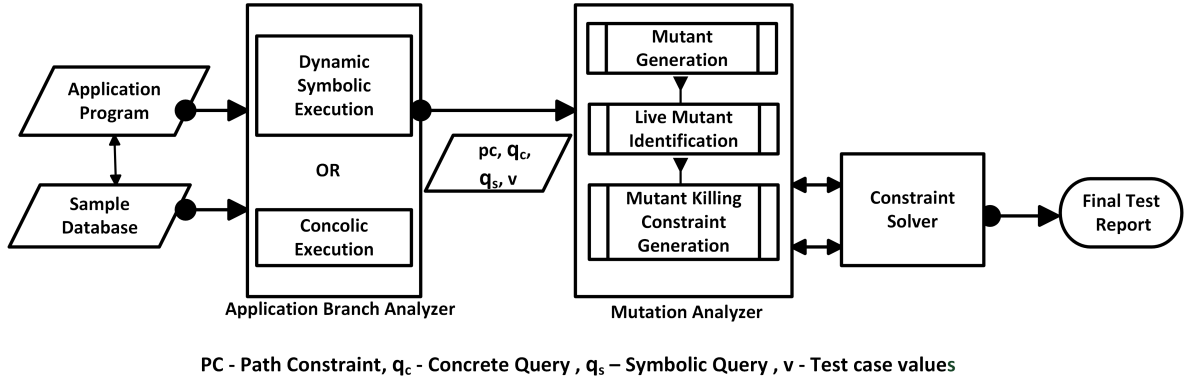 Application
Program
Sample
Database
Dynamic
Symbolic
Execution
OR
Concolic
Execution
Application Branch Analyzer
pc, qc,
qs, v
Mutant
Generation
Live Mutant
Identification
Mutant Killing
Constraint
Generation
Mutation Analyzer
Constraint
Solver
Final Test
Report
PC - Path Constraint, qc - Concrete Query , qs – Symbolic Query , v - Test case values